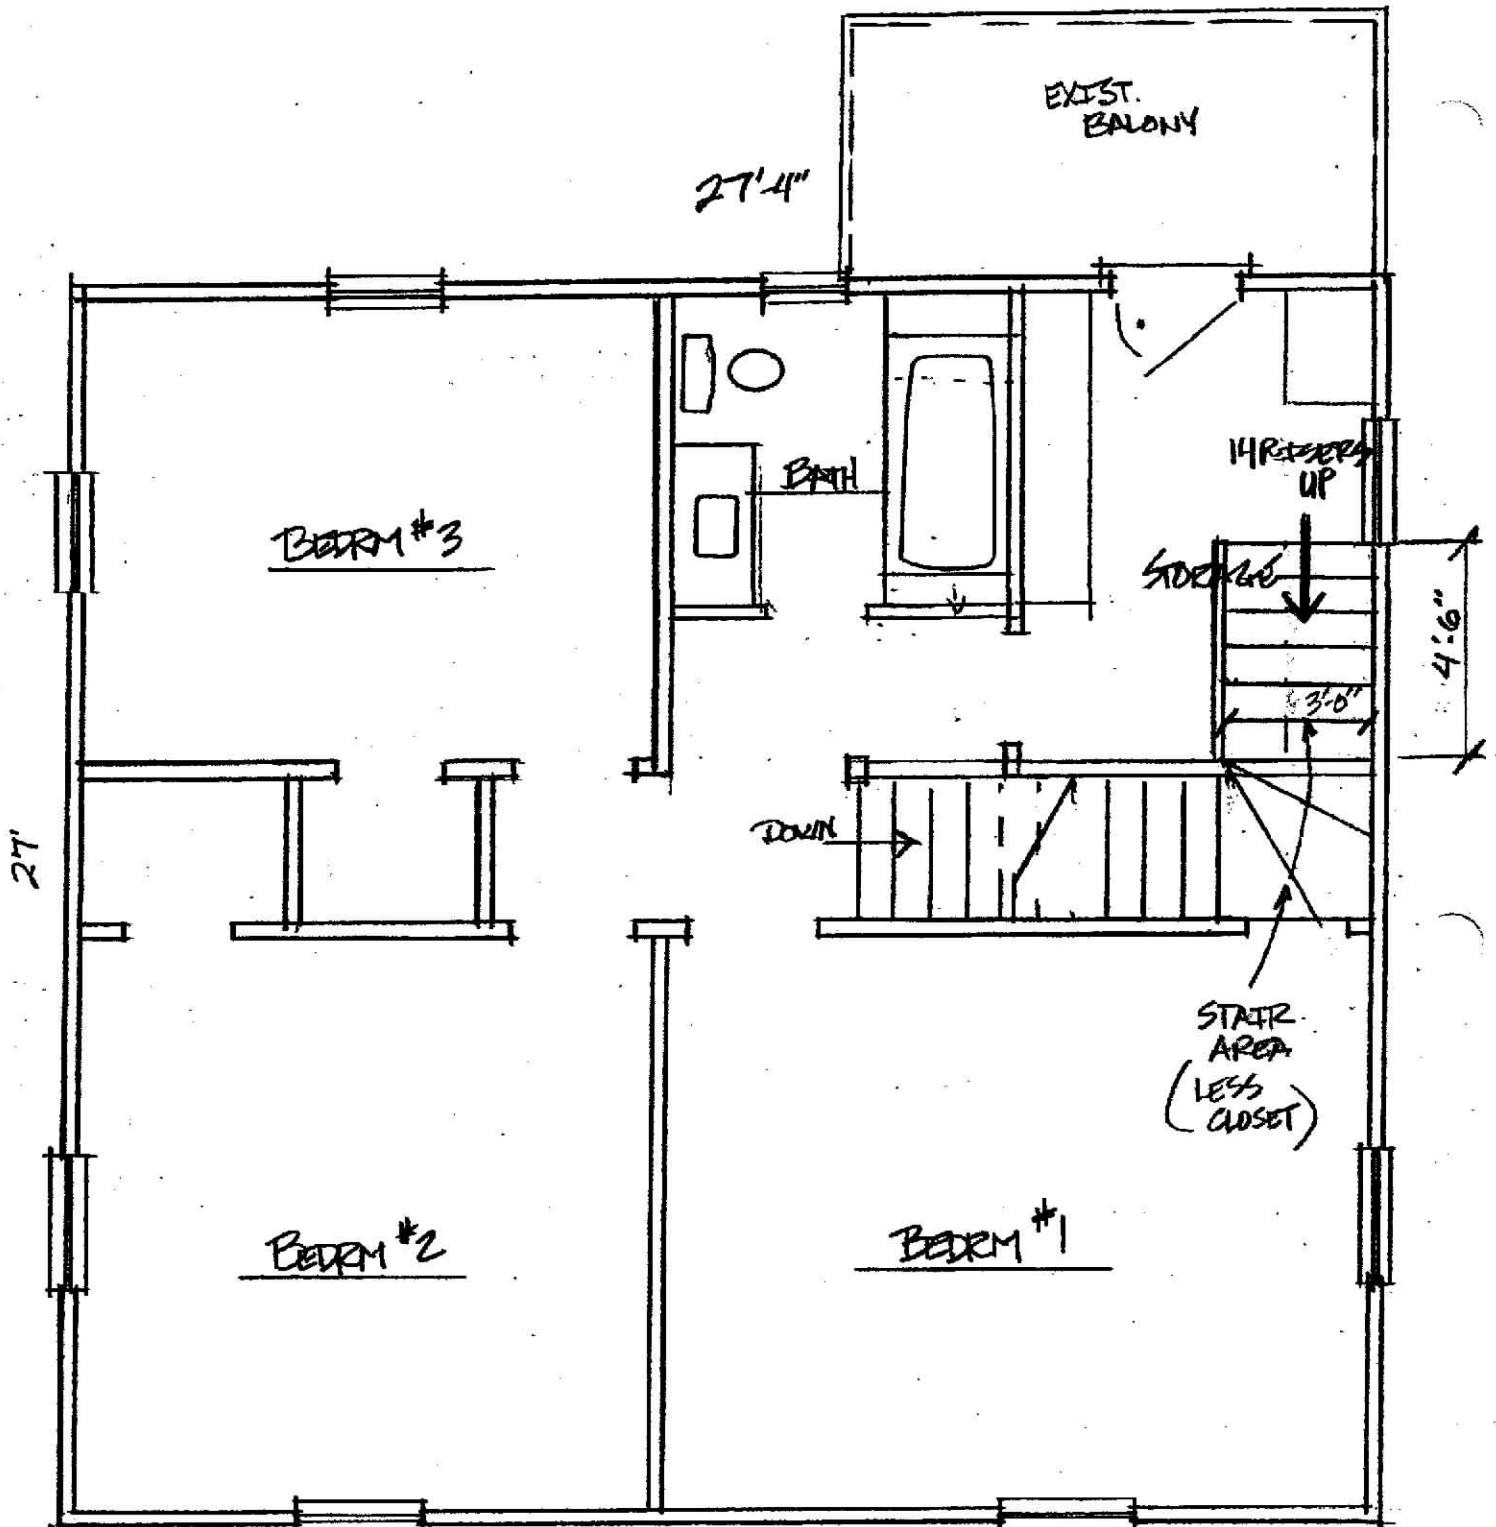 EXIST.
BALONY
27'-4"
14 RISERS
UP
BATH
BEDRM #3
STORAGE
4'-6"
3'-0"
DOWN
27'
STAIR
AREA
(LESS
CLOSET)
BEDRM #2
BEDRM #1